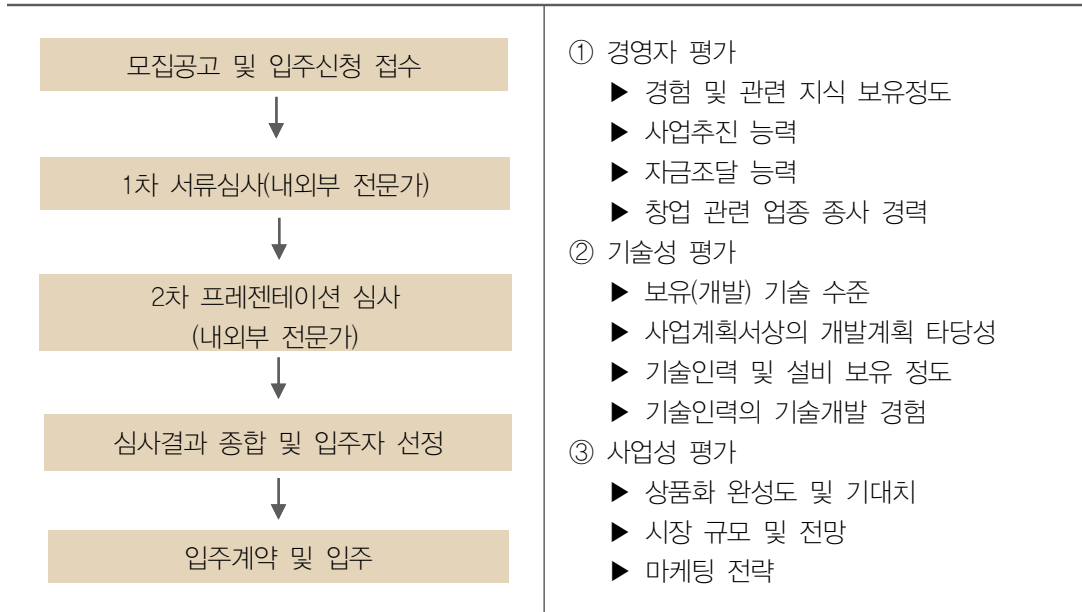 모집공고 및 입주신청 접수
1차 서류심사(내외부 전문가)
2차 프레젠테이션 심사
(내외부 전문가)
심사결과 종합 및 입주자 선정
입주계약 및 입주
① 경영자 평가
▶ 경험 및 관련 지식 보유정도
▶ 사업추진 능력
▶ 자금조달 능력
▶ 창업 관련 업종 종사 경력
② 기술성 평가
▶ 보유(개발) 기술 수준
▶ 사업계획서상의 개발계획 타당성
▶ 기술인력 및 설비 보유 정도
▶ 기술인력의 기술개발 경험
③ 사업성 평가
▶ 상품화 완성도 및 기대치
▶ 시장 규모 및 전망
▶ 마케팅 전략